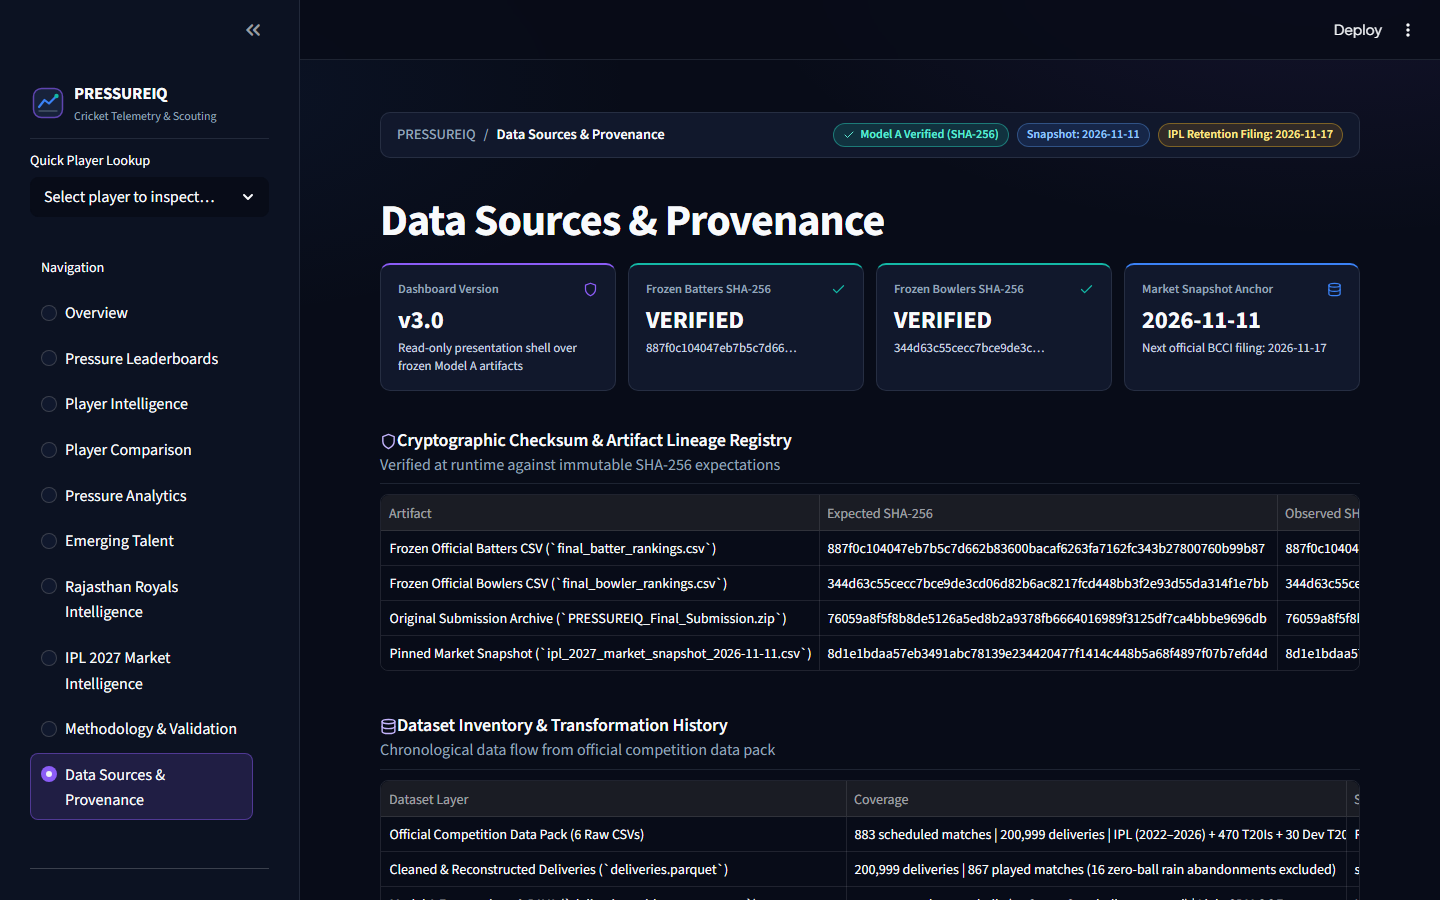 Deploy
PRESSUREIQ
Cricket Telemetry & Scouting
Quick Player Lookup
Select player to inspect...
Navigation
Overview
Pressure Leaderboards
Player Intelligence
Player Comparison
Pressure Analytics
Emerging Talent
Rajasthan Royals
Intelligence
IPL 2027 Market
Intelligence
Methodology & Validation
Data Sources &
Provenance
PRESSUREIQ / Data Sources & Provenance
Model A Verified (SHA-256)
Snapshot: 2026-11-11
IPL Retention Filing: 2026-11-17
Data Sources & Provenance
Dashboard Version
v3.0
Read-only presentation shell over
frozen Model A artifacts
Frozen Batters SHA-256
VERIFIED
887f0c104047eb7b5c7d66...
Frozen Bowlers SHA-256
VERIFIED
344d63c55cecc7bce9de3c...
Market Snapshot Anchor
2026-11-11
Next official BCCI filing: 2026-11-17
Cryptographic Checksum & Artifact Lineage Registry
Verified at runtime against immutable SHA-256 expectations
Artifact Expected SHA-256 Observed SH
Frozen Official Batters CSV (`final_batter_rankings.csv`) 887f0c104047eb7b5c7d662b83600bacaf6263fa7162fc343b27800760b99b87 887f0c10404
Frozen Official Bowlers CSV (`final_bowler_rankings.csv`) 344d63c55cecc7bce9de3cd06d82b6ac8217fcd448bb3f2e93d55da314f1e7bb 344d63c55ce
Original Submission Archive (`PRESSUREIQ_Final_Submission.zip`) 76059a8f5f8b8de5126a5ed8b2a9378fb6664016989f3125df7ca4bbbe9696db 76059a8f5f8
Pinned Market Snapshot (`ipl_2027_market_snapshot_2026-11-11.csv`) 8d1e1bdaa57eb3491abc78139e234420477f1414c448b5a68f4897f07b7efd4d 8d1e1bdaa5
Dataset Inventory & Transformation History
Chronological data flow from official competition data pack
Dataset Layer Coverage
Official Competition Data Pack (6 Raw CSVs) 883 scheduled matches | 200,999 deliveries | IPL (2022–2026) + 470 T20Is + 30 Dev T20
Cleaned & Reconstructed Deliveries (`deliveries.parquet`) 200,999 deliveries | 867 played matches (16 zero-ball rain abandonments excluded)